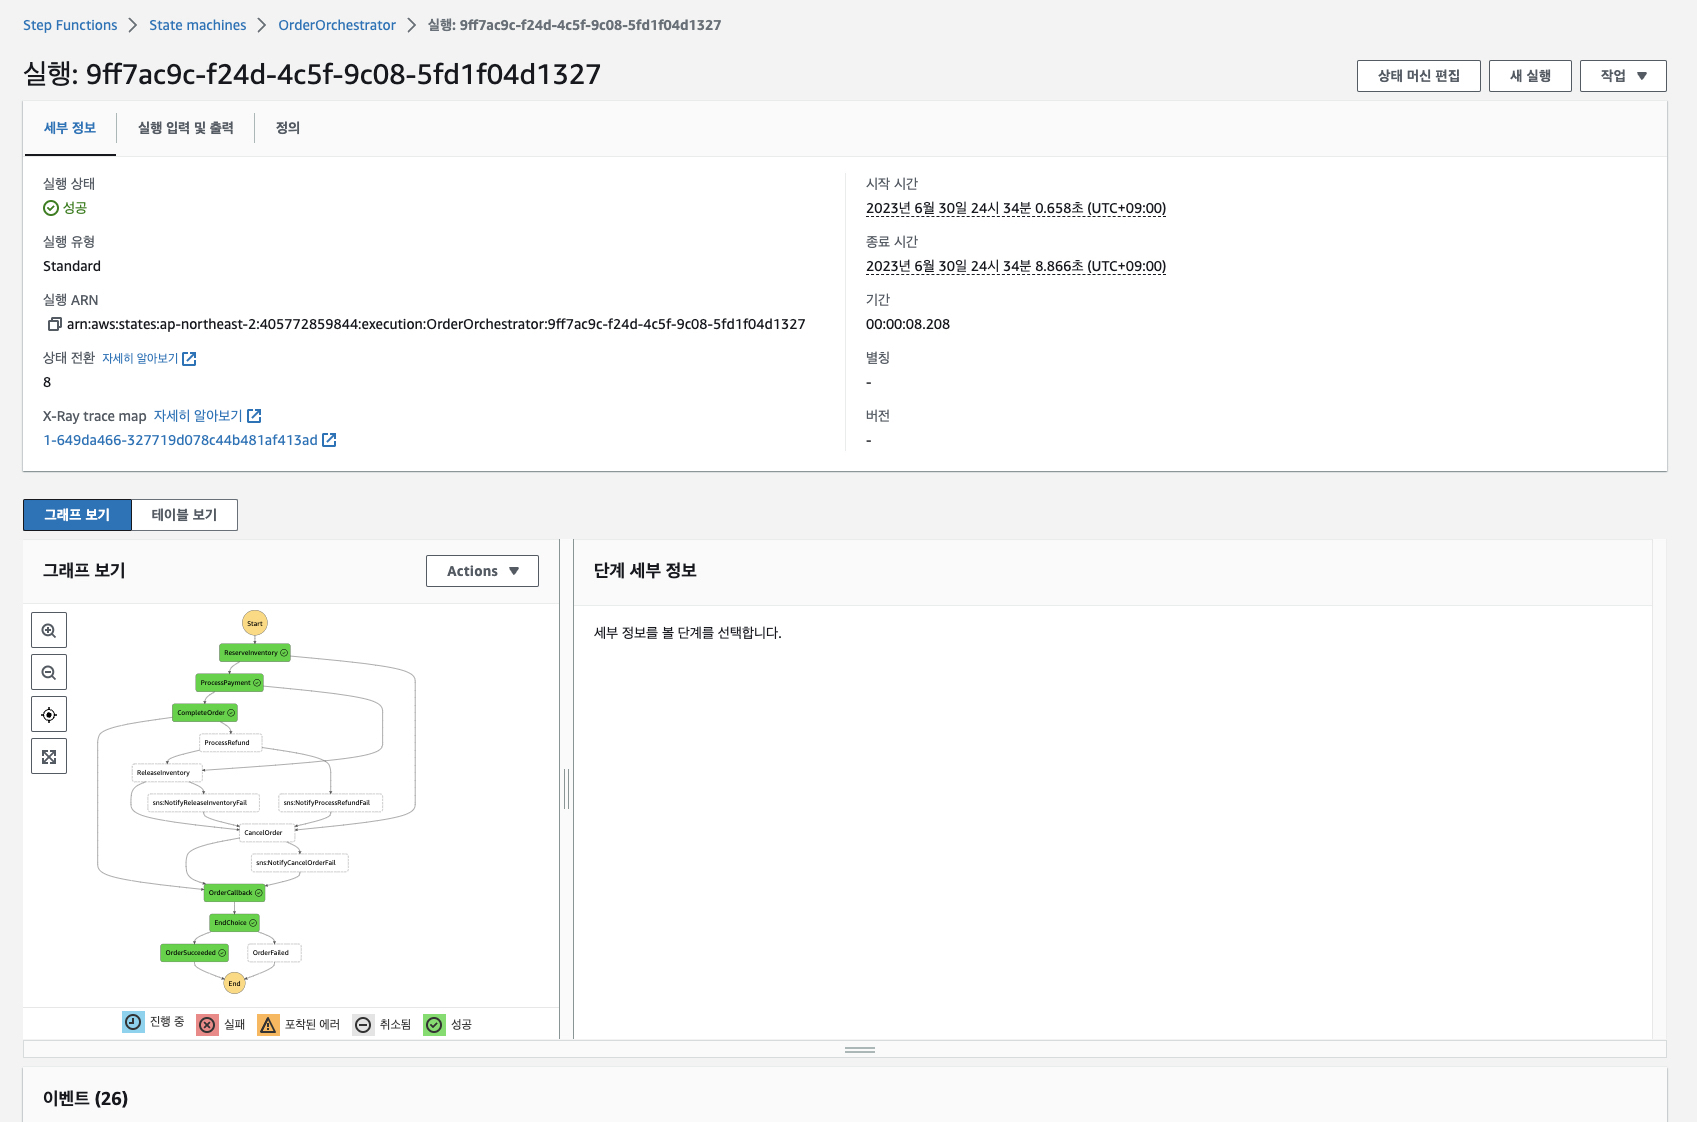 Step Functions > State machines > OrderOrchestrator > 실행: 9ff7ac9c-f24d-4c5f-9c08-5fd1f04d1327
실행: 9ff7ac9c-f24d-4c5f-9c08-5fd1f04d1327
상태 머신 편집
새 실행
작업 ▼
세부 정보
실행 입력 및 출력
정의
실행 상태
성공
실행 유형
Standard
실행 ARN
arn:aws:states:ap-northeast-2:405772859844:execution:OrderOrchestrator:9ff7ac9c-f24d-4c5f-9c08-5fd1f04d1327
상태 전환 자세히 알아보기
8
X-Ray trace map 자세히 알아보기
1-649da466-327719d078c44b481af413ad
시작 시간
2023년 6월 30일 24시 34분 0.658초 (UTC+09:00)
종료 시간
2023년 6월 30일 24시 34분 8.866초 (UTC+09:00)
기간
00:00:08.208
별칭
-
버전
-
그래프 보기
테이블 보기
그래프 보기
Actions ▼
Start
ReserveInventory
ProcessPayment
CompleteOrder
ProcessRefund
ReleaseInventory
sns:NotifyReleaseInventoryFail
sns:NotifyProcessRefundFail
CancelOrder
sns:NotifyCancelOrderFail
OrderCallback
EndChoice
OrderSucceeded
OrderFailed
End
진행 중
실패
포착된 에러
취소됨
성공
단계 세부 정보
세부 정보를 볼 단계를 선택합니다.
이벤트 (26)